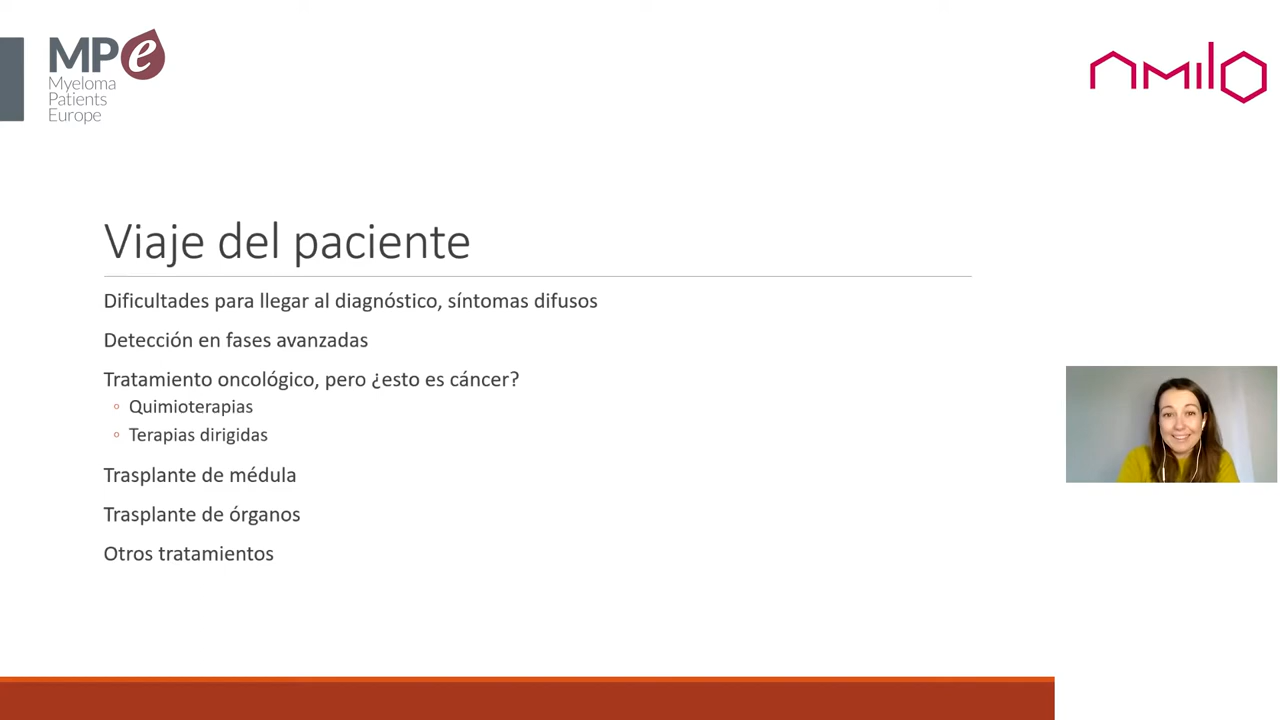 MPe
Myeloma
Patients
Europe
amilo
Viaje del paciente
Dificultades para llegar al diagnóstico, síntomas difusos
Detección en fases avanzadas
Tratamiento oncológico, pero ¿esto es cáncer?
Quimioterapias
Terapias dirigidas
Trasplante de médula
Trasplante de órganos
Otros tratamientos